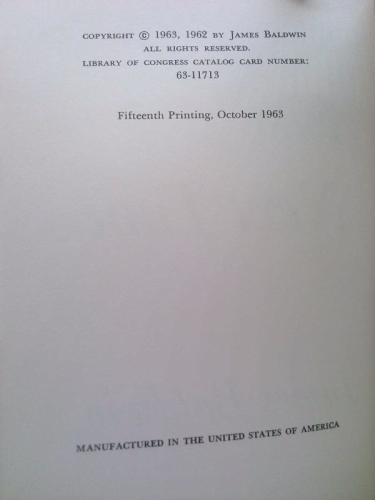 COPYRIGHT © 1963, 1962 BY JAMES BALDWIN
ALL RIGHTS RESERVED.
LIBRARY OF CONGRESS CATALOG CARD NUMBER:
63-11713
Fifteenth Printing, October 1963
MANUFACTURED IN THE UNITED STATES OF AMERICA